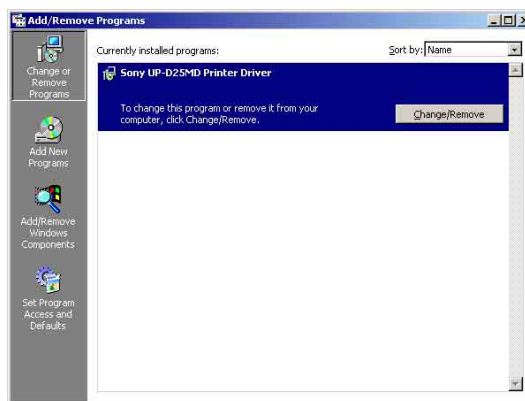 Add/Remove Programs
Change or
Remove
Programs
Add New
Programs
Add/Remove
Windows
Components
Set Program
Access and
Defaults
Currently installed programs:
Sort by: Name
Sony UP-D25MD Printer Driver
To change this program or remove it from your
computer, click Change/Remove.
Change/Remove